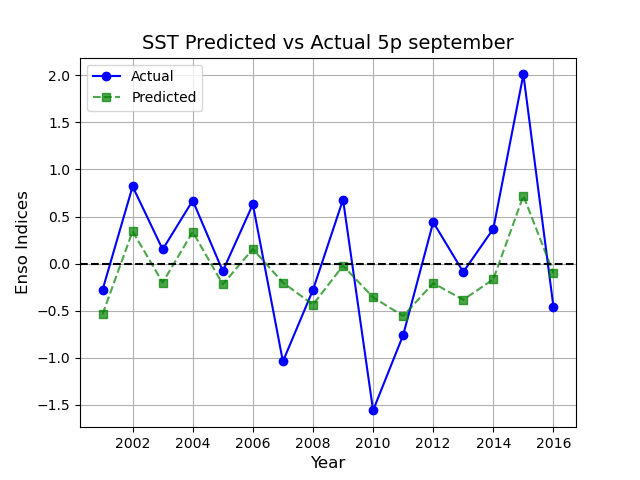 SST Predicted vs Actual 5p september
Actual
Predicted
Enso Indices
2.0
1.5
1.0
0.5
0.0
−0.5
−1.0
−1.5
2002 2004 2006 2008 2010 2012 2014 2016
Year